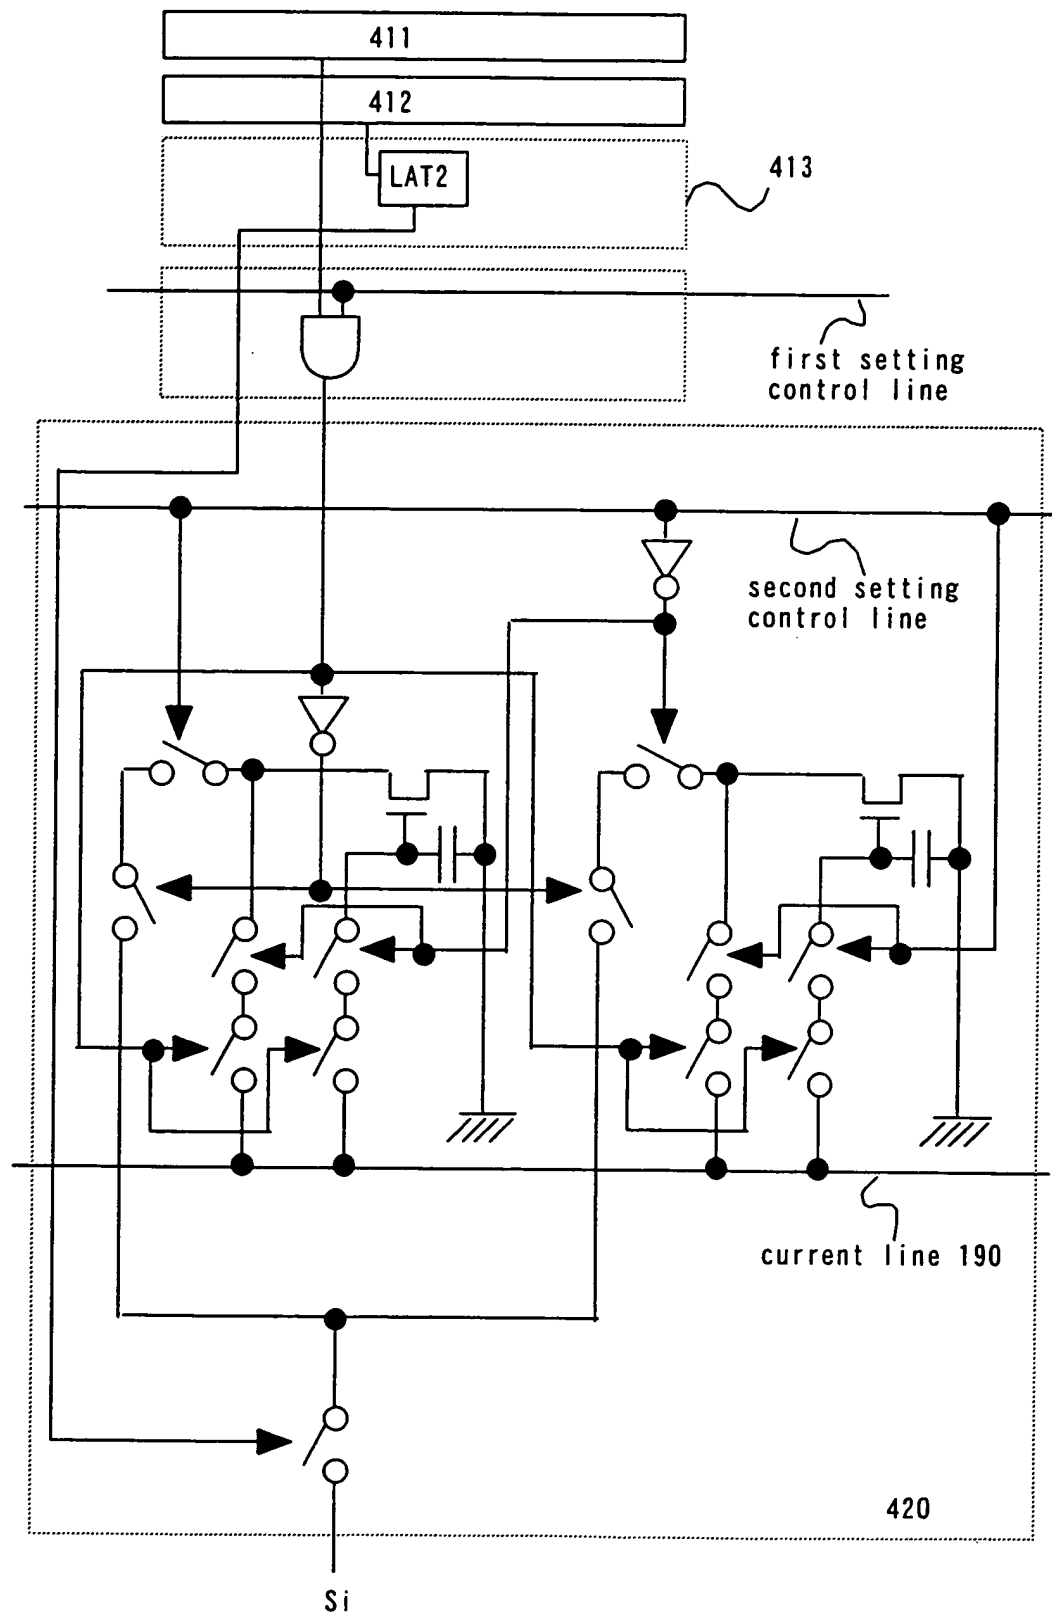 411
412
LAT2
413
first setting
control line
second setting
control line
current line 190
420
Si